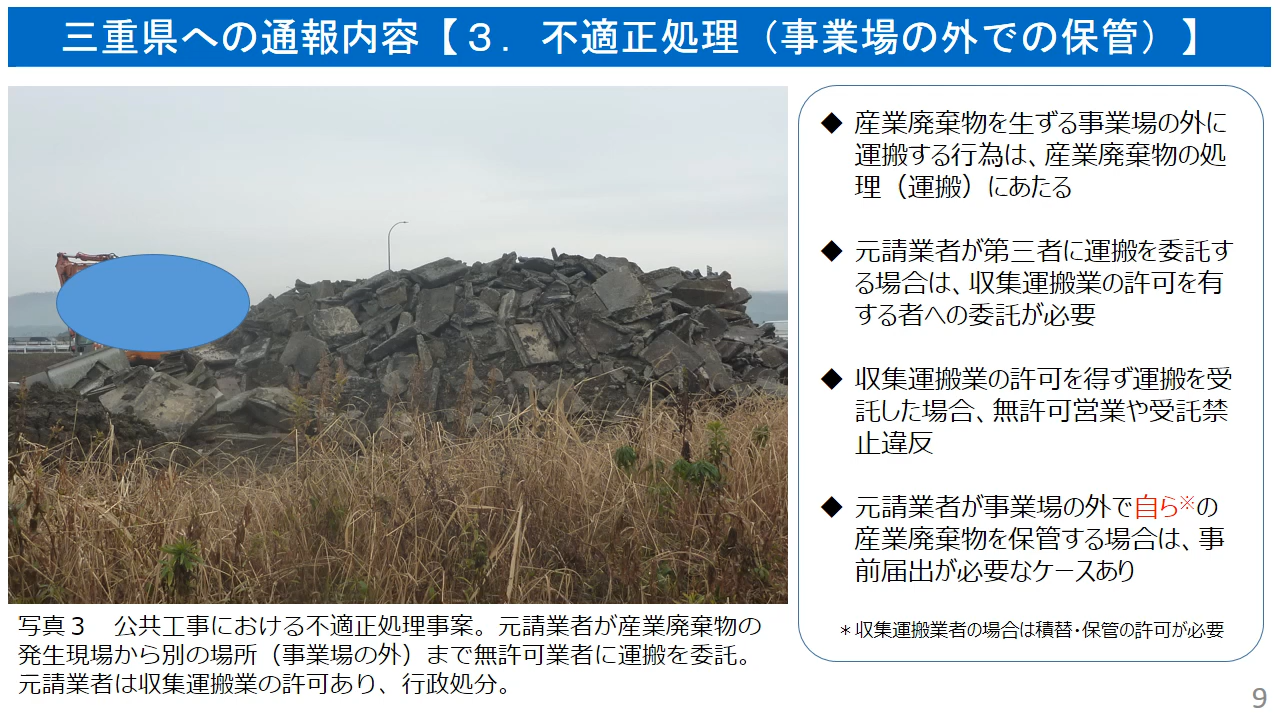 三重県への通報内容【３．不適正処理（事業場の外での保管）】
◆ 産業廃棄物を生ずる事業場の外に
運搬する行為は、産業廃棄物の処
理（運搬）にあたる
◆ 元請業者が第三者に運搬を委託す
る場合は、収集運搬業の許可を有
する者への委託が必要
◆ 収集運搬業の許可を得ず運搬を受
託した場合、無許可営業や受託禁
止違反
◆ 元請業者が事業場の外で自ら※の
産業廃棄物を保管する場合は、事
前届出が必要なケースあり
＊収集運搬業者の場合は積替・保管の許可が必要
写真３　公共工事における不適正処理事案。元請業者が産業廃棄物の
発生現場から別の場所（事業場の外）まで無許可業者に運搬を委託。
元請業者は収集運搬業の許可あり、行政処分。
9